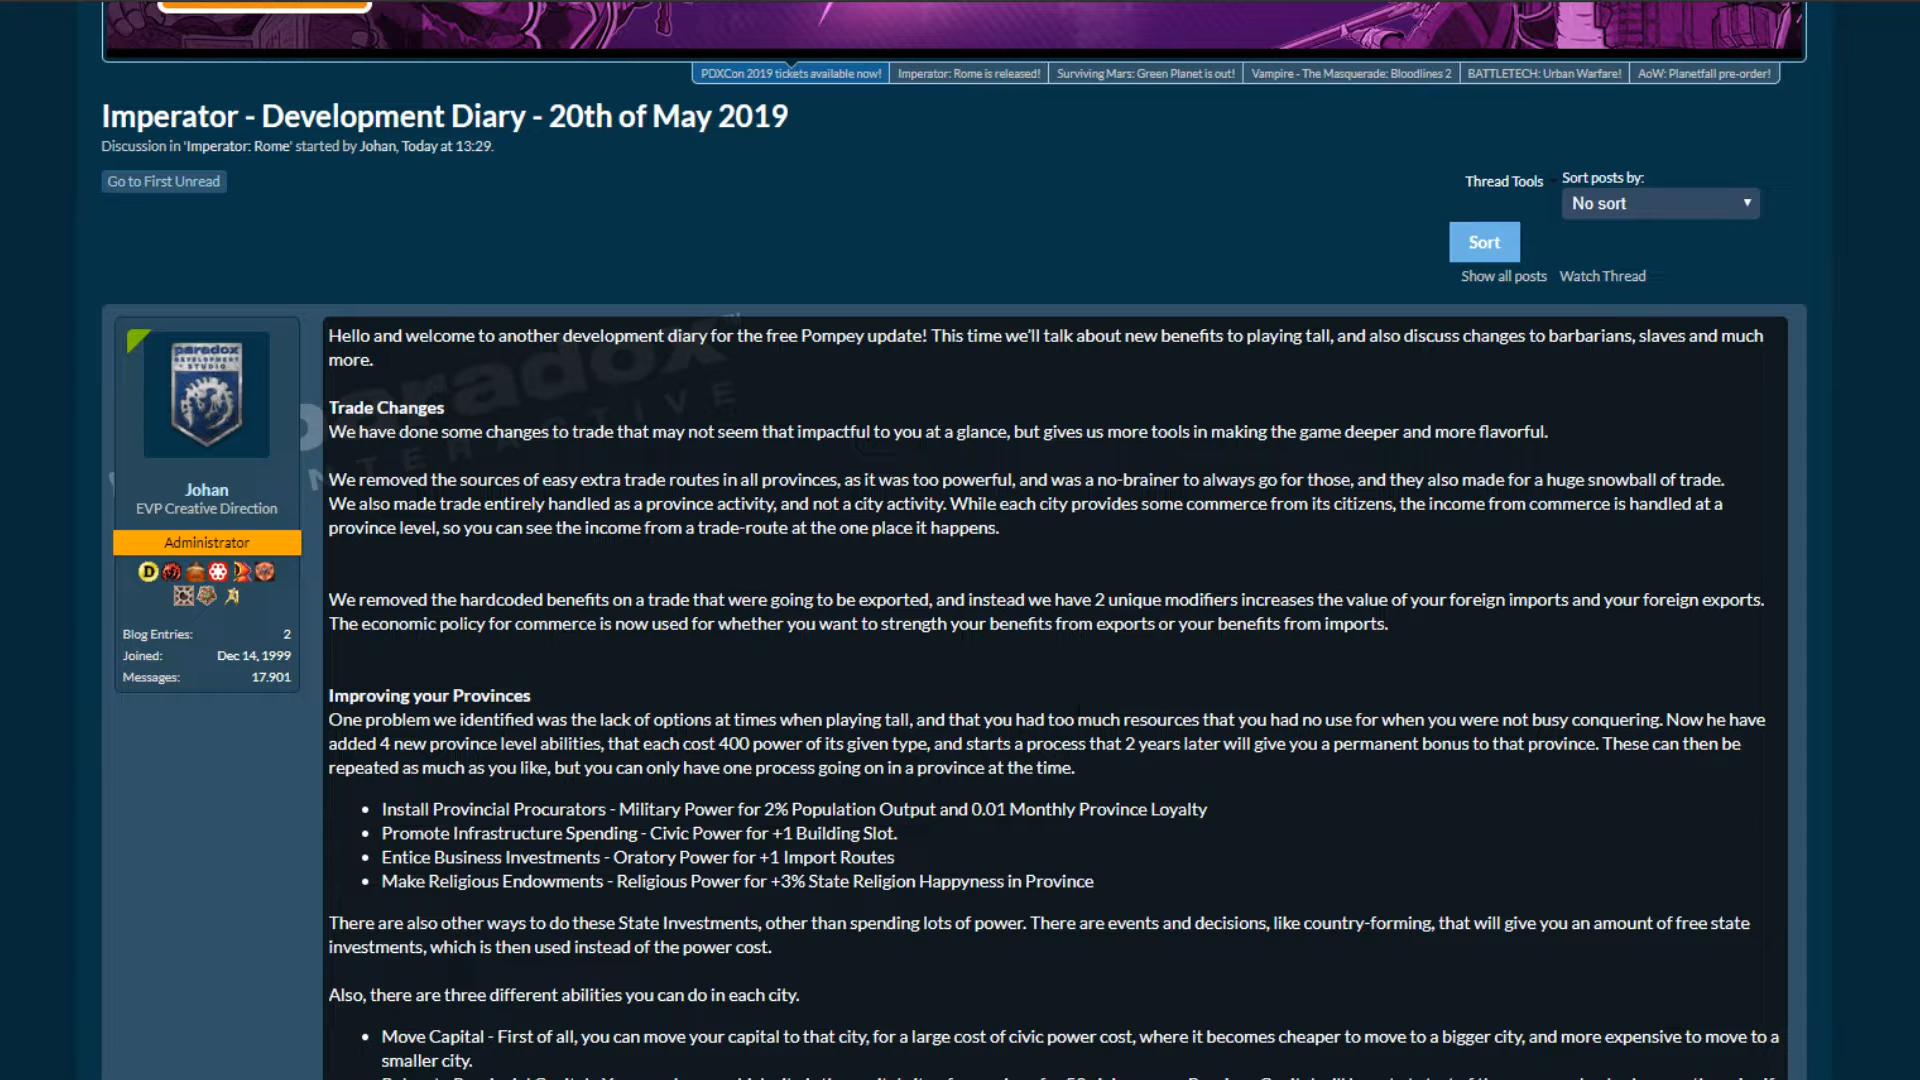 PDXCon 2019 tickets available now! Imperator: Rome is released! Surviving Mars: Green Planet is out! Vampire - The Masquerade: Bloodlines 2 BATTLETECH: Urban Warfare! AoW: Planetfall pre-order!
Imperator - Development Diary - 20th of May 2019
Discussion in 'Imperator: Rome' started by Johan, Today at 13:29.
Go to First Unread
Thread Tools Sort posts by:
No sort
Sort
Show all posts Watch Thread
paradox
DEVELOPMENT
STUDIO
Johan
EVP Creative Direction
Administrator
D
Blog Entries: 2
Joined: Dec 14, 1999
Messages: 17.901
paradox
INTERACTIVE
Hello and welcome to another development diary for the free Pompey update! This time we'll talk about new benefits to playing tall, and also discuss changes to barbarians, slaves and much
more.
Trade Changes
We have done some changes to trade that may not seem that impactful to you at a glance, but gives us more tools in making the game deeper and more flavorful.
We removed the sources of easy extra trade routes in all provinces, as it was too powerful, and was a no-brainer to always go for those, and they also made for a huge snowball of trade.
We also made trade entirely handled as a province activity, and not a city activity. While each city provides some commerce from its citizens, the income from commerce is handled at a
province level, so you can see the income from a trade-route at the one place it happens.
We removed the hardcoded benefits on a trade that were going to be exported, and instead we have 2 unique modifiers increases the value of your foreign imports and your foreign exports.
The economic policy for commerce is now used for whether you want to strength your benefits from exports or your benefits from imports.
Improving your Provinces
One problem we identified was the lack of options at times when playing tall, and that you had too much resources that you had no use for when you were not busy conquering. Now he have
added 4 new province level abilities, that each cost 400 power of its given type, and starts a process that 2 years later will give you a permanent bonus to that province. These can then be
repeated as much as you like, but you can only have one process going on in a province at the time.
• Install Provincial Procurators - Military Power for 2% Population Output and 0.01 Monthly Province Loyalty
• Promote Infrastructure Spending - Civic Power for +1 Building Slot.
• Entice Business Investments - Oratory Power for +1 Import Routes
• Make Religious Endowments - Religious Power for +3% State Religion Happyness in Province
There are also other ways to do these State Investments, other than spending lots of power. There are events and decisions, like country-forming, that will give you an amount of free state
investments, which is then used instead of the power cost.
Also, there are three different abilities you can do in each city.
• Move Capital - First of all, you can move your capital to that city, for a large cost of civic power cost, where it becomes cheaper to move to a bigger city, and more expensive to move to a
smaller city.